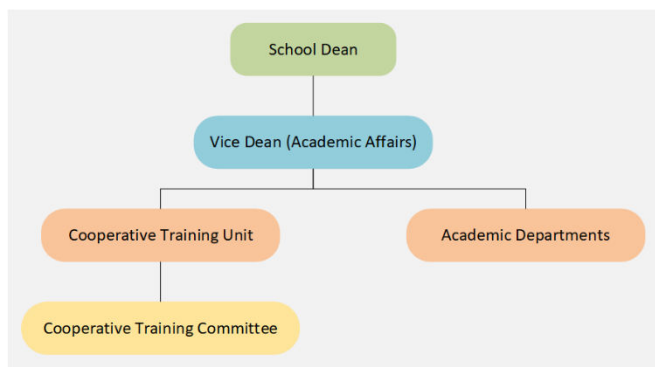 School Dean
Vice Dean (Academic Affairs)
Cooperative Training Unit
Academic Departments
Cooperative Training Committee